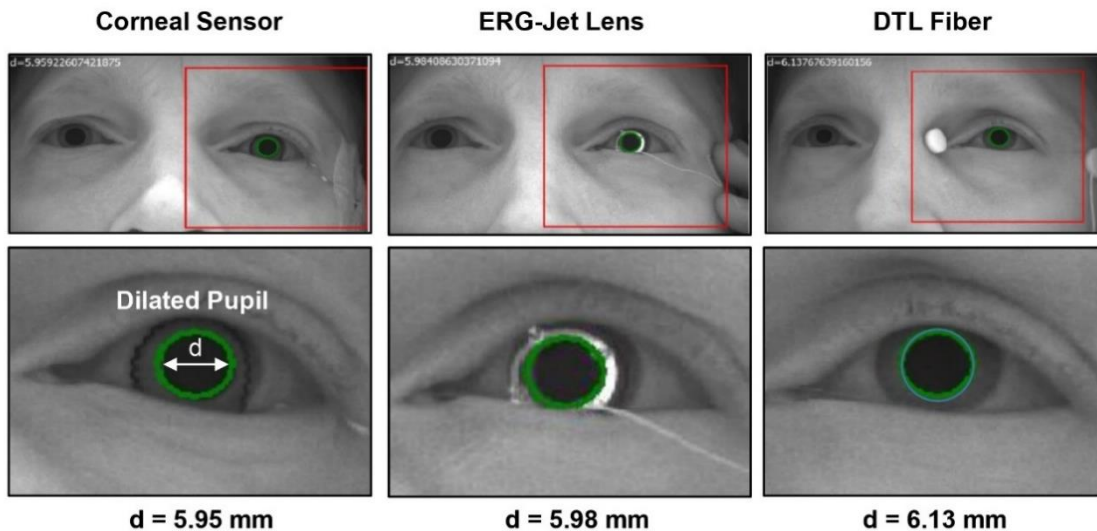 Corneal Sensor
ERG-Jet Lens
DTL Fiber
d=5.95922607421875
d=5.98408630371094
d=6.13767639160156
Dilated Pupil
d
d = 5.95 mm
d = 5.98 mm
d = 6.13 mm